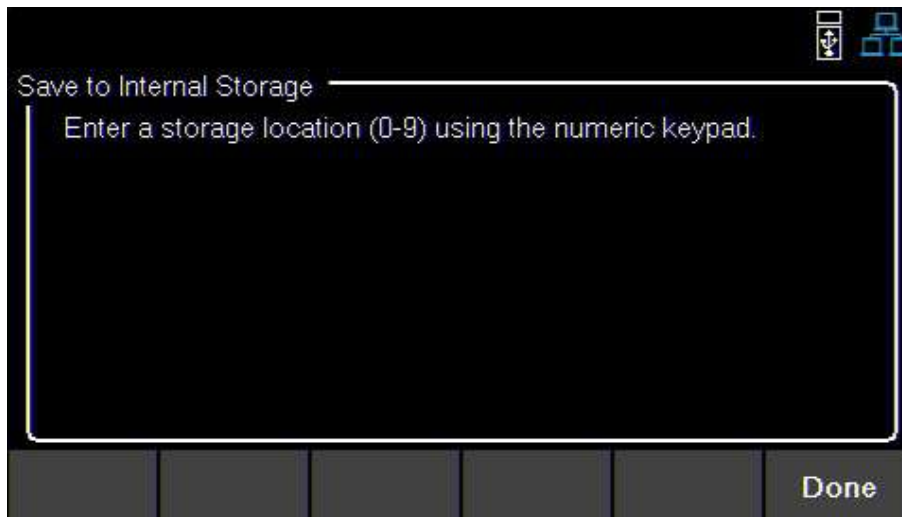 Save to Internal Storage
Enter a storage location (0-9) using the numeric keypad.
Done